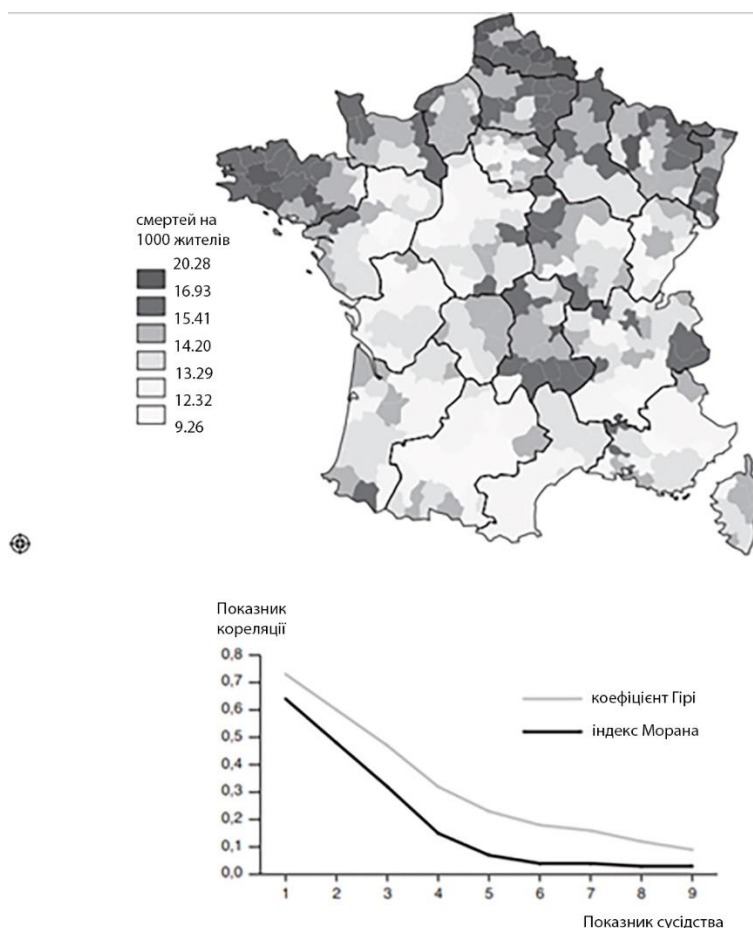 смертей на
1000 жителів
20.28
16.93
15.41
14.20
13.29
12.32
9.26
Показник
кореляції
0,8
0,7
0,6
0,5
0,4
0,3
0,2
0,1
0,0
коефіцієнт Гірі
індекс Морана
1 2 3 4 5 6 7 8 9
Показник сусідства